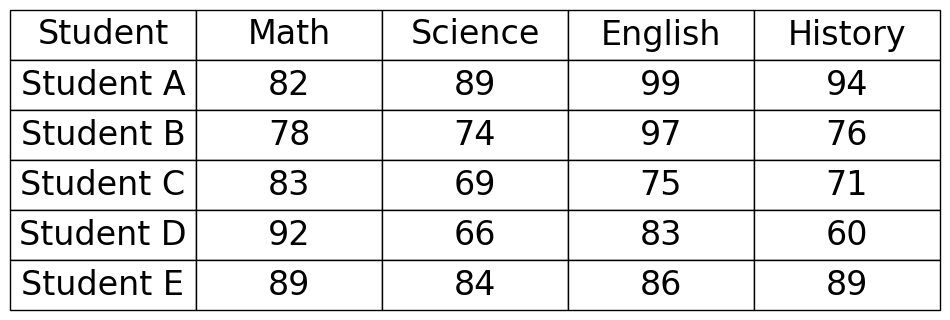 Student Math Science English History
Student A 82 89 99 94
Student B 78 74 97 76
Student C 83 69 75 71
Student D 92 66 83 60
Student E 89 84 86 89